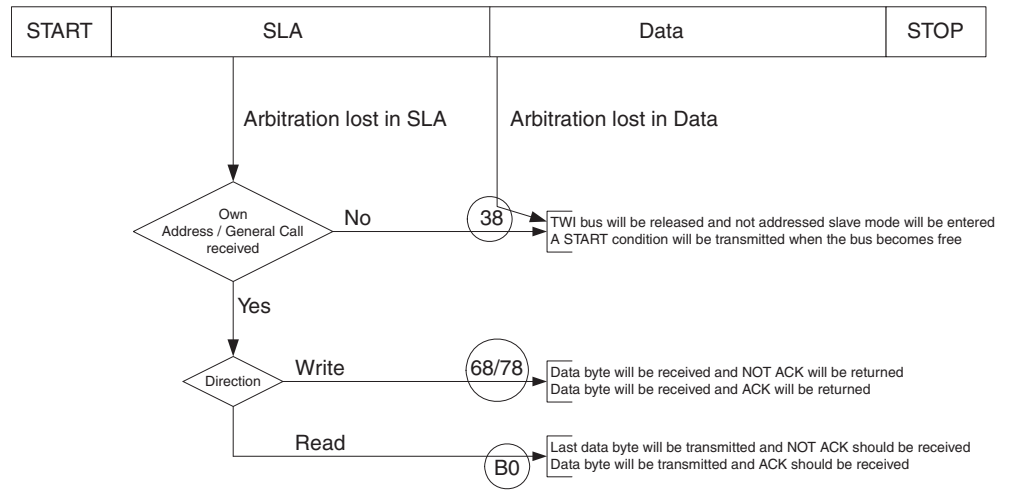 START SLA Data STOP
Arbitration lost in SLA Arbitration lost in Data
Own
Address / General Call
received
No
38
TWI bus will be released and not addressed slave mode will be entered
A START condition will be transmitted when the bus becomes free
Yes
Direction
Write
68/78
Data byte will be received and NOT ACK will be returned
Data byte will be received and ACK will be returned
Read
B0
Last data byte will be transmitted and NOT ACK should be received
Data byte will be transmitted and ACK should be received